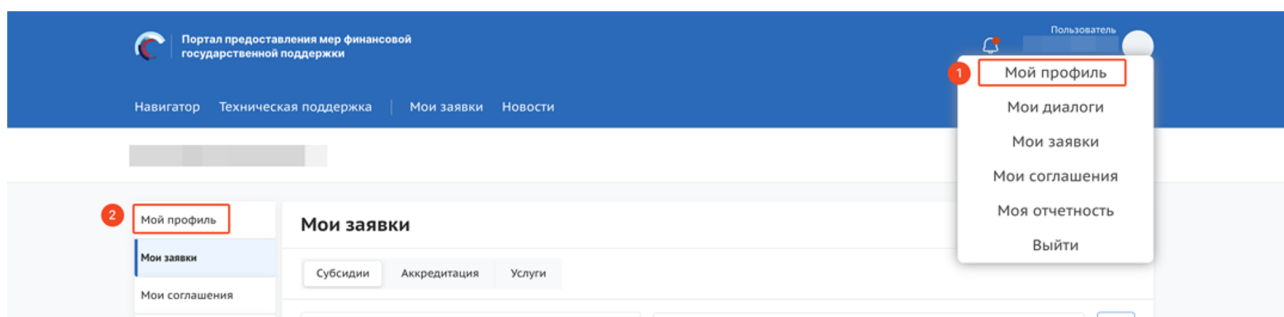 Портал предоставления мер финансовой
государственной поддержки
Пользователь
Навигатор Техническая поддержка Мои заявки Новости
1 Мой профиль
Мои диалоги
Мои заявки
Мои соглашения
Моя отчетность
Выйти
2 Мой профиль
Мои заявки
Мои соглашения
Мои заявки
Субсидии Аккредитация Услуги